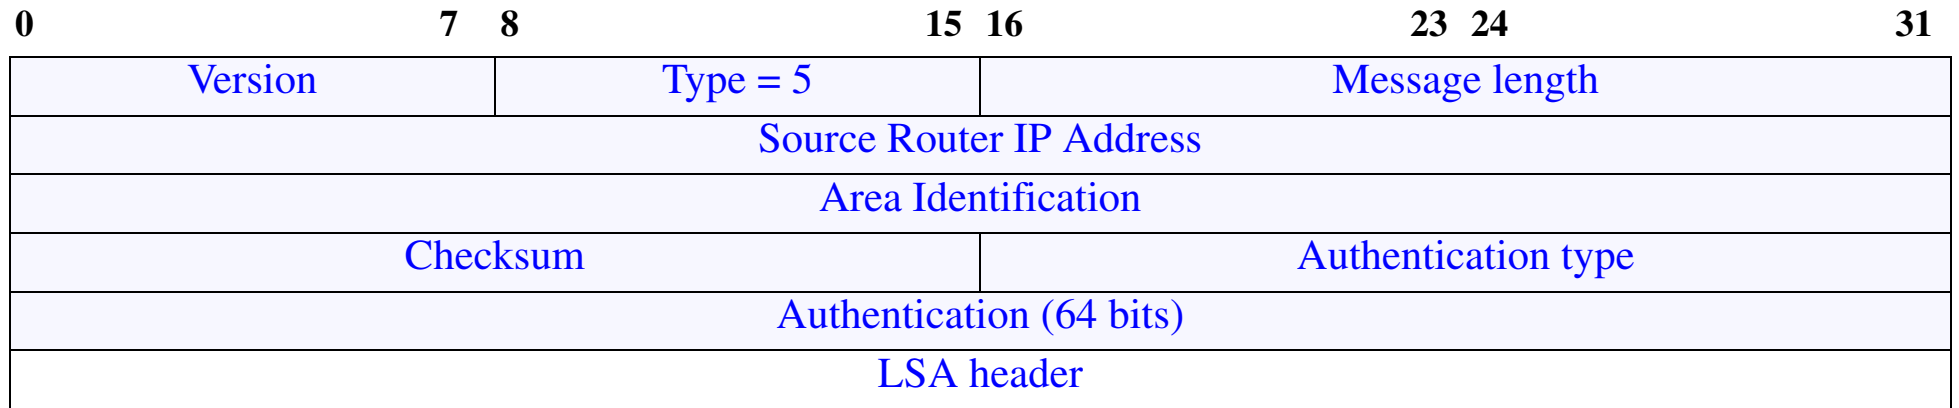 0 7 8 15 16 23 24 31
Version Type = 5 Message length
Source Router IP Address
Area Identification
Checksum Authentication type
Authentication (64 bits)
LSA header